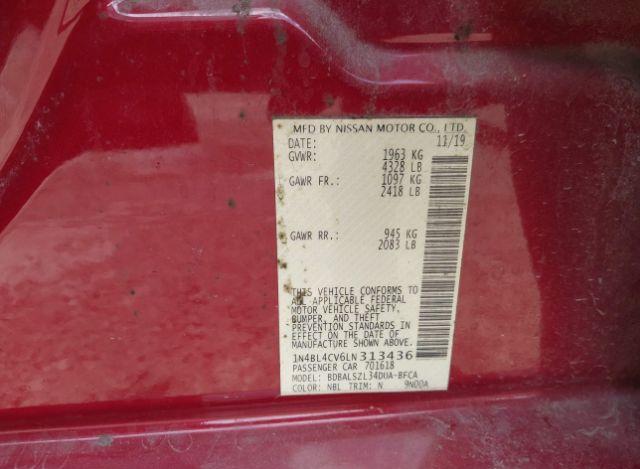 MFD BY NISSAN MOTOR CO., LTD.
DATE: 11/19
GVWR: 1963 KG
4328 LB
GAWR FR.: 1097 KG
2418 LB
GAWR RR.: 945 KG
2083 LB
THIS VEHICLE CONFORMS TO
ALL APPLICABLE FEDERAL
MOTOR VEHICLE SAFETY,
BUMPER, AND THEFT
PREVENTION STANDARDS IN
EFFECT ON THE DATE OF
MANUFACTURE SHOWN ABOVE.
1N4BL4CV6LN313436
PASSENGER CAR 701618
MODEL: BDBALSZL34DUA-BFCA
COLOR: NBL TRIM: N 9N00A